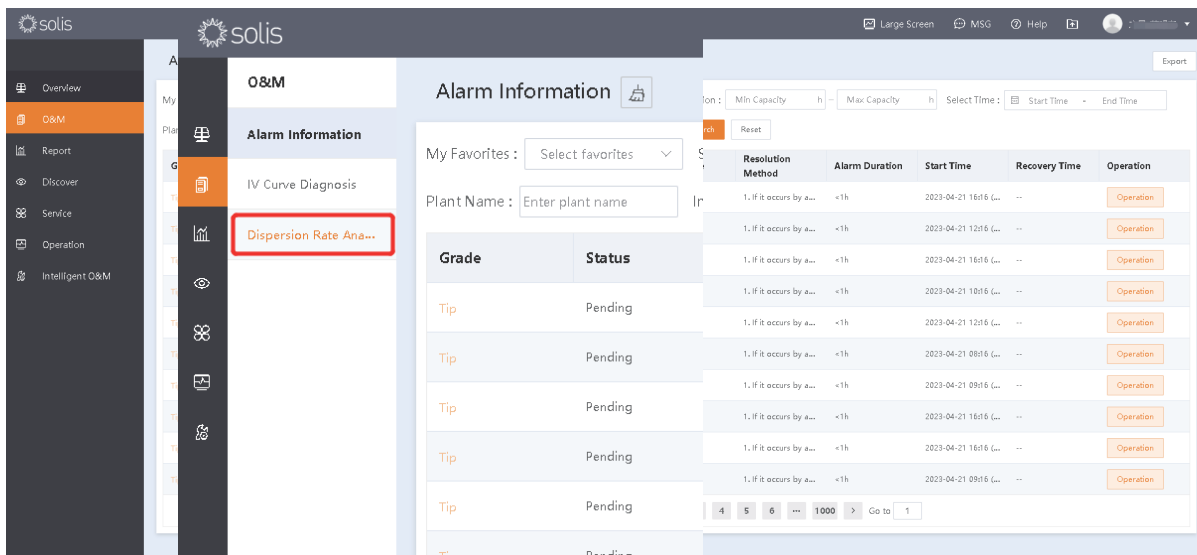 solis
Large Screen MSG Help
Overview
O&M
Report
Discover
Service
Operation
Intelligent O&M
solis
O&M
Alarm Information
IV Curve Diagnosis
Dispersion Rate Ana...
Alarm Information
My Favorites : Select favorites
Plant Name : Enter plant name
Grade Status
Tip Pending
Tip Pending
Tip Pending
Tip Pending
Tip Pending
Export
Min Capacity h ~ Max Capacity h Select Time : Start Time - End Time
Reset
Resolution Method Alarm Duration Start Time Recovery Time Operation
1. If it occurs by a... <1h 2023-04-21 16:16 (... -- Operation
1. If it occurs by a... <1h 2023-04-21 12:16 (... -- Operation
1. If it occurs by a... <1h 2023-04-21 16:16 (... -- Operation
1. If it occurs by a... <1h 2023-04-21 10:16 (... -- Operation
1. If it occurs by a... <1h 2023-04-21 12:16 (... -- Operation
1. If it occurs by a... <1h 2023-04-21 08:16 (... -- Operation
1. If it occurs by a... <1h 2023-04-21 09:16 (... -- Operation
1. If it occurs by a... <1h 2023-04-21 16:16 (... -- Operation
1. If it occurs by a... <1h 2023-04-21 16:16 (... -- Operation
1. If it occurs by a... <1h 2023-04-21 09:16 (... -- Operation
4 5 6 ... 1000 > Go to 1